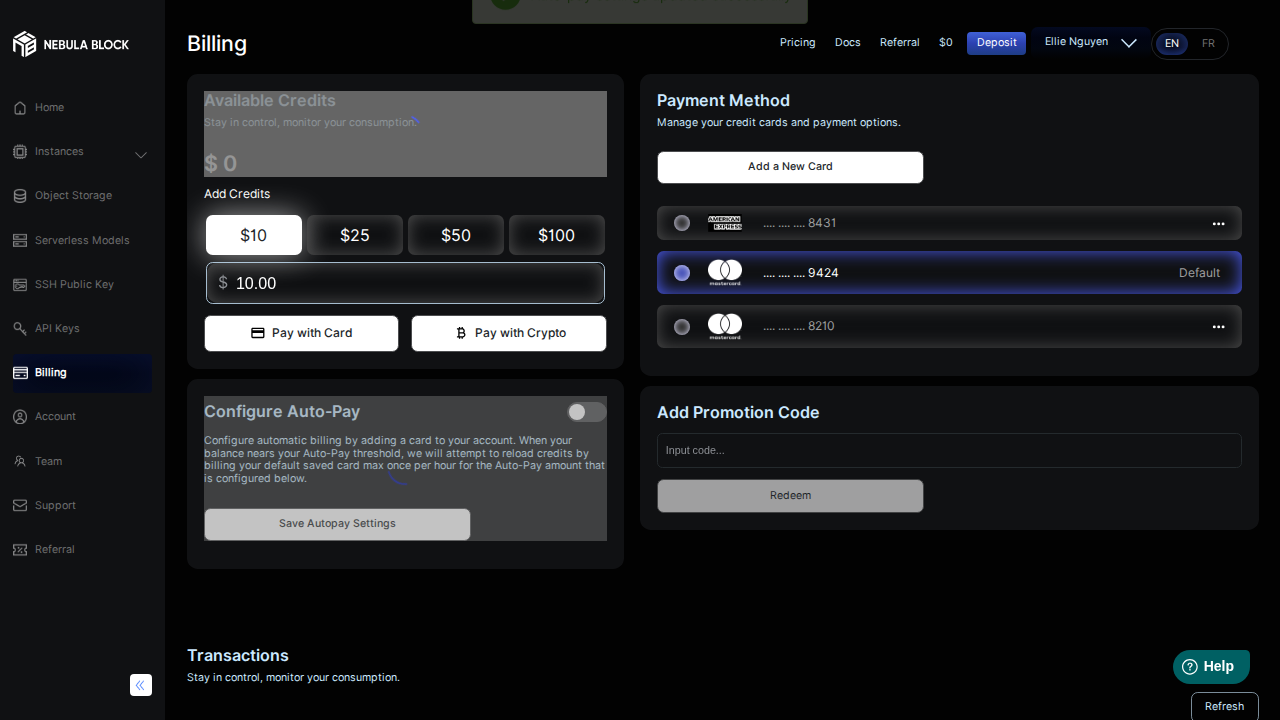 NEBULA BLOCK
Home
Instances
Object Storage
Serverless Models
SSH Public Key
API Keys
Billing
Account
Team
Support
Referral
Billing
Pricing
Docs
Referral
$0
Deposit
Ellie Nguyen
EN
FR
Available Credits
Stay in control, monitor your consumption.
$ 0
Add Credits
$10
$25
$50
$100
$ 10.00
Pay with Card
Pay with Crypto
Configure Auto-Pay
Configure automatic billing by adding a card to your account. When your
balance nears your Auto-Pay threshold, we will attempt to reload credits by
billing your default saved card max once per hour for the Auto-Pay amount that
is configured below.
Save Autopay Settings
Payment Method
Manage your credit cards and payment options.
Add a New Card
AMERICAN
EXPRESS
.... .... .... 8431
mastercard
.... .... .... 9424
Default
mastercard
.... .... .... 8210
Add Promotion Code
Input code...
Redeem
Transactions
Stay in control, monitor your consumption.
Help
Refresh